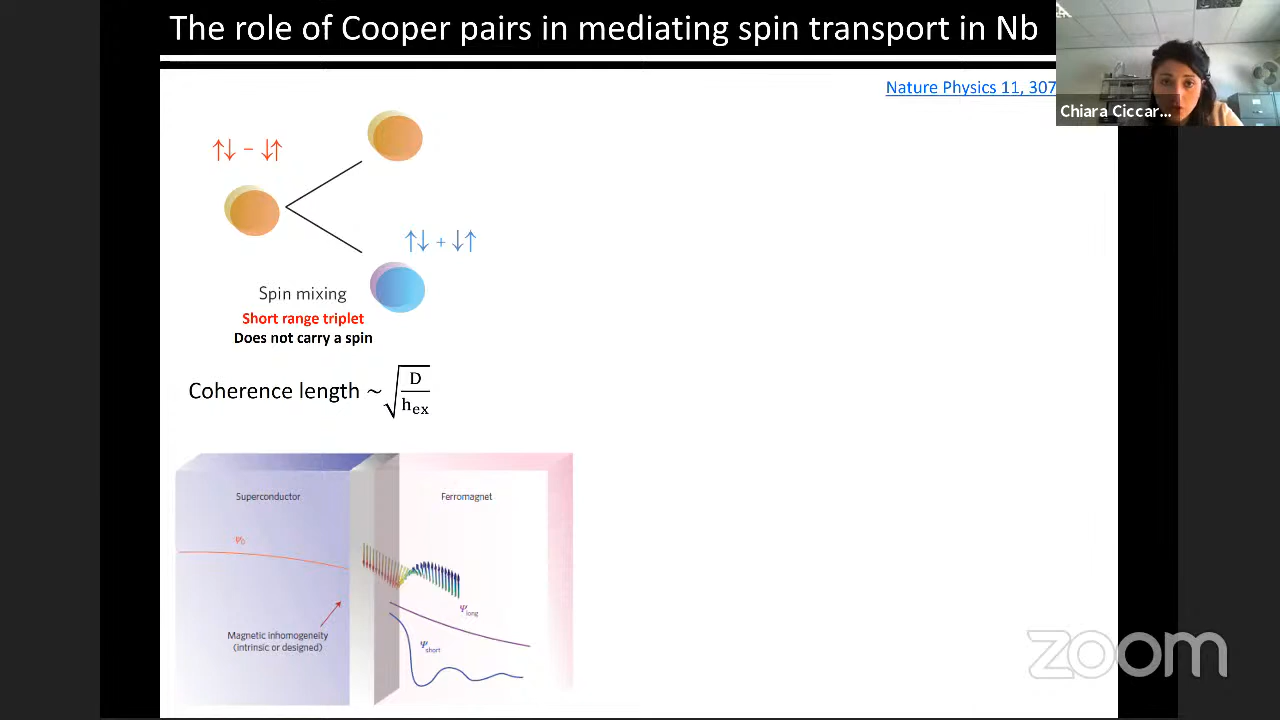 The role of Cooper pairs in mediating spin transport in Nb
Nature Physics 11, 307
Chiara Ciccar...
↑↓ − ↓↑
↑↓ + ↓↑
Spin mixing
Short range triplet
Does not carry a spin
Coherence length ~ √(D/h_ex)
Superconductor
Ferromagnet
Ψ₀
Ψlong
Magnetic inhomogeneity
(intrinsic or designed)
Ψshort
zoom